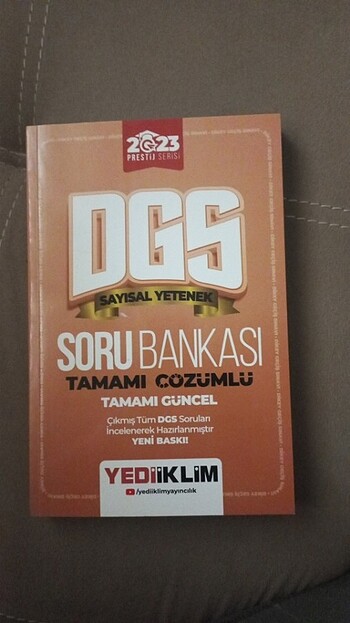 2023
PRESTİJ SERİSİ
DGS
SAYISAL YETENEK
SORU BANKASI
TAMAMI ÇÖZÜMLÜ
TAMAMI GÜNCEL
Çıkmış Tüm DGS Soruları
İncelenerek Hazırlanmıştır
YENİ BASKI!
YEDİİKLİM
/yediiklimyayıncılık